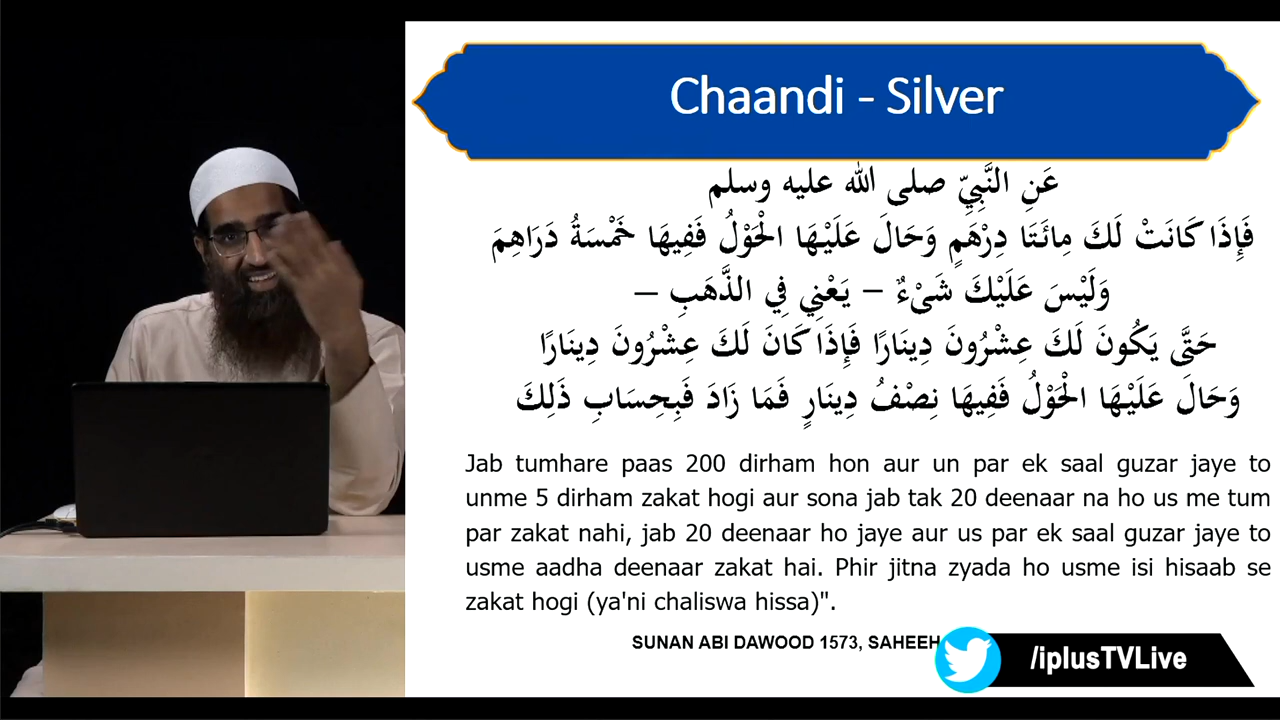 Chaandi - Silver
عَنِ النَّبِيِّ صلى الله عليه وسلم
فَإِذَا كَانَتْ لَكَ مِائَتَا دِرْهَمٍ وَحَالَ عَلَيْهَا الْحَوْلُ فَفِيهَا خَمْسَةُ دَرَاهِمَ
وَلَيْسَ عَلَيْكَ شَىْءٌ – يَعْنِي فِي الذَّهَبِ –
حَتَّى يَكُونَ لَكَ عِشْرُونَ دِينَارًا فَإِذَا كَانَ لَكَ عِشْرُونَ دِينَارًا
وَحَالَ عَلَيْهَا الْحَوْلُ فَفِيهَا نِصْفُ دِينَارٍ فَمَا زَادَ فَبِحِسَابِ ذَلِكَ
Jab tumhare paas 200 dirham hon aur un par ek saal guzar jaye to
unme 5 dirham zakat hogi aur sona jab tak 20 deenaar na ho us me tum
par zakat nahi, jab 20 deenaar ho jaye aur us par ek saal guzar jaye to
usme aadha deenaar zakat hai. Phir jitna zyada ho usme isi hisaab se
zakat hogi (ya'ni chaliswa hissa)".
SUNAN ABI DAWOOD 1573, SAHEEH
/iplusTVLive